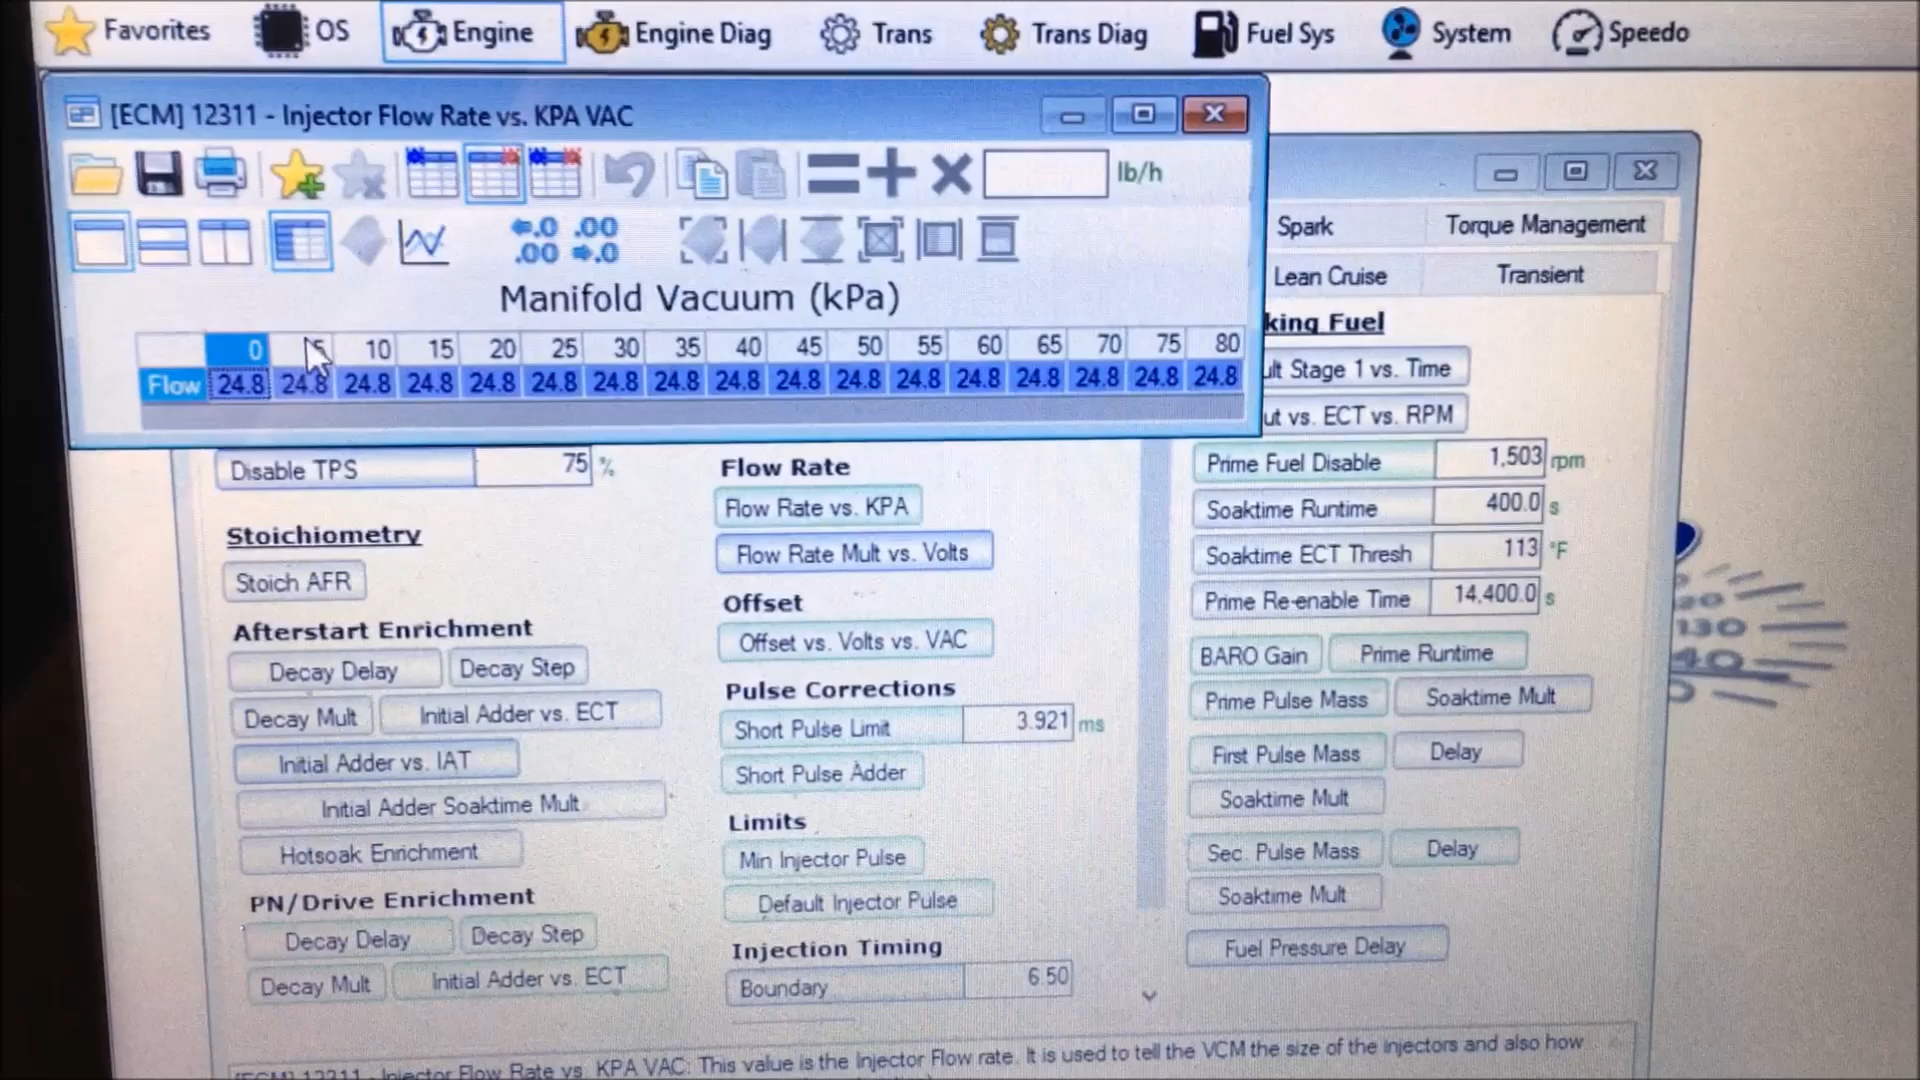 Favorites OS Engine Engine Diag Trans Trans Diag Fuel Sys System Speedo
[ECM] 12311 - Injector Flow Rate vs. KPA VAC
lb/h
.0 .00
.00 .0
Manifold Vacuum (kPa)
0 5 10 15 20 25 30 35 40 45 50 55 60 65 70 75 80
Flow 24.8 24.8 24.8 24.8 24.8 24.8 24.8 24.8 24.8 24.8 24.8 24.8 24.8 24.8 24.8 24.8 24.8
Spark Torque Management
Lean Cruise Transient
Disable TPS 75 %
Stoichiometry
Stoich AFR
Afterstart Enrichment
Decay Delay Decay Step
Decay Mult Initial Adder vs. ECT
Initial Adder vs. IAT
Initial Adder Soaktime Mult
Hotsoak Enrichment
PN/Drive Enrichment
Decay Delay Decay Step
Decay Mult Initial Adder vs. ECT
Flow Rate
Flow Rate vs. KPA
Flow Rate Mult vs. Volts
Offset
Offset vs. Volts vs. VAC
Pulse Corrections
Short Pulse Limit 3.921 ms
Short Pulse Adder
Limits
Min Injector Pulse
Default Injector Pulse
Injection Timing
Boundary 6.50
king Fuel
ult Stage 1 vs. Time
ut vs. ECT vs. RPM
Prime Fuel Disable 1,503 rpm
Soaktime Runtime 400.0 s
Soaktime ECT Thresh 113 °F
Prime Re-enable Time 14,400.0 s
BARO Gain Prime Runtime
Prime Pulse Mass Soaktime Mult
First Pulse Mass Delay
Soaktime Mult
Sec. Pulse Mass Delay
Soaktime Mult
Fuel Pressure Delay
130
[ECM] 12311 - Injector Flow Rate vs. KPA VAC: This value is the Injector Flow rate. It is used to tell the VCM the size of the injectors and also how